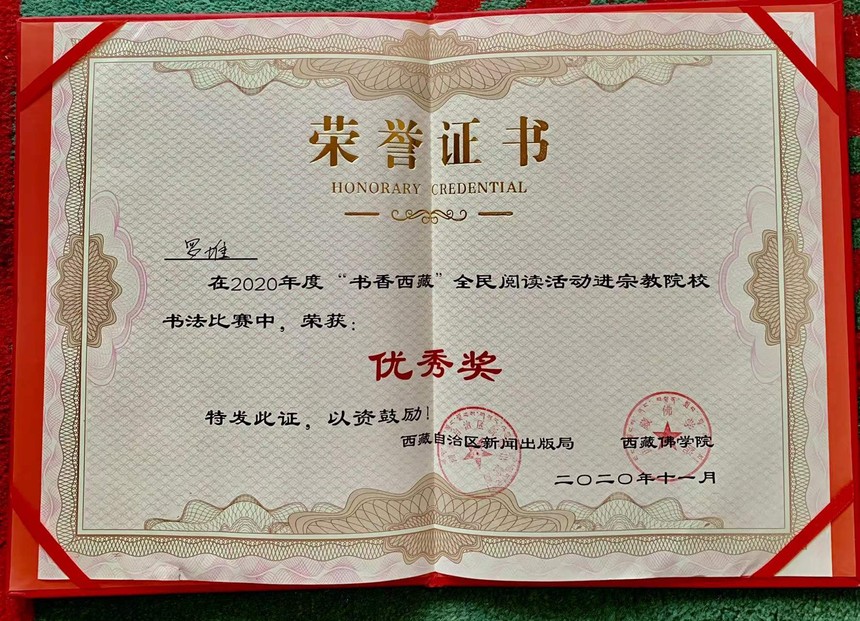 荣誉证书
HONORARY CREDENTIAL
罗堆
在2020年度“书香西藏”全民阅读活动进宗教院校
书法比赛中，荣获：
优秀奖
特发此证，以资鼓励！
西藏自治区新闻出版局 西藏佛学院
二〇二〇年十一月